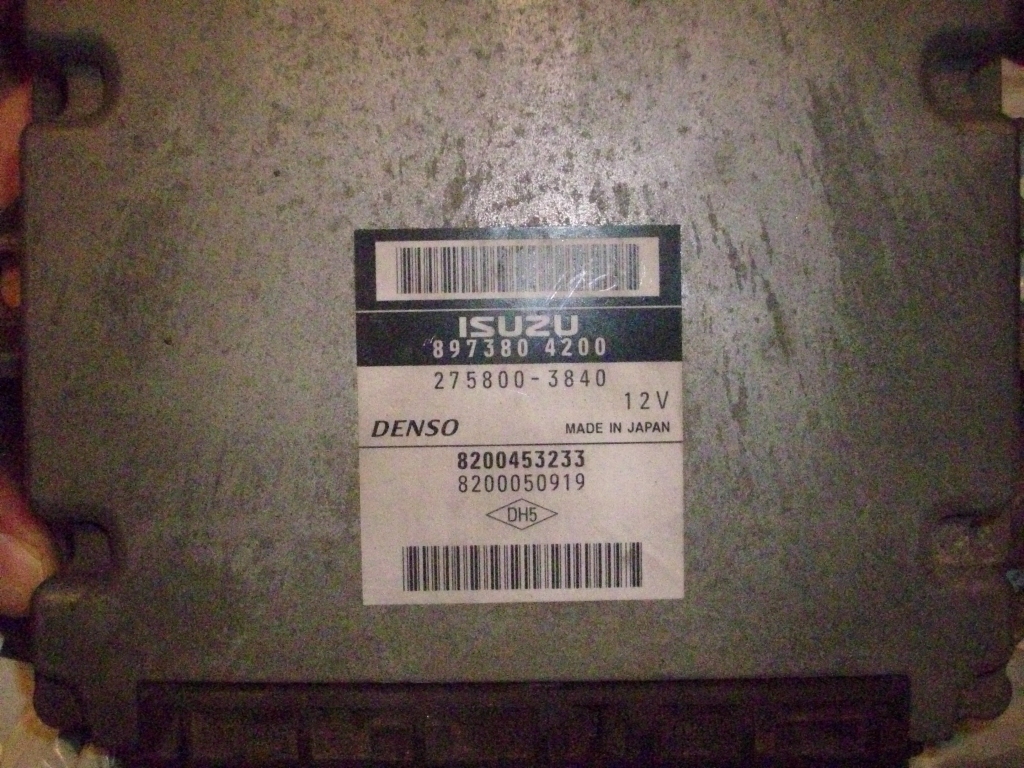 ISUZU
897380 4200
275800-3840
12V
DENSO MADE IN JAPAN
8200453233
8200050919
DH5